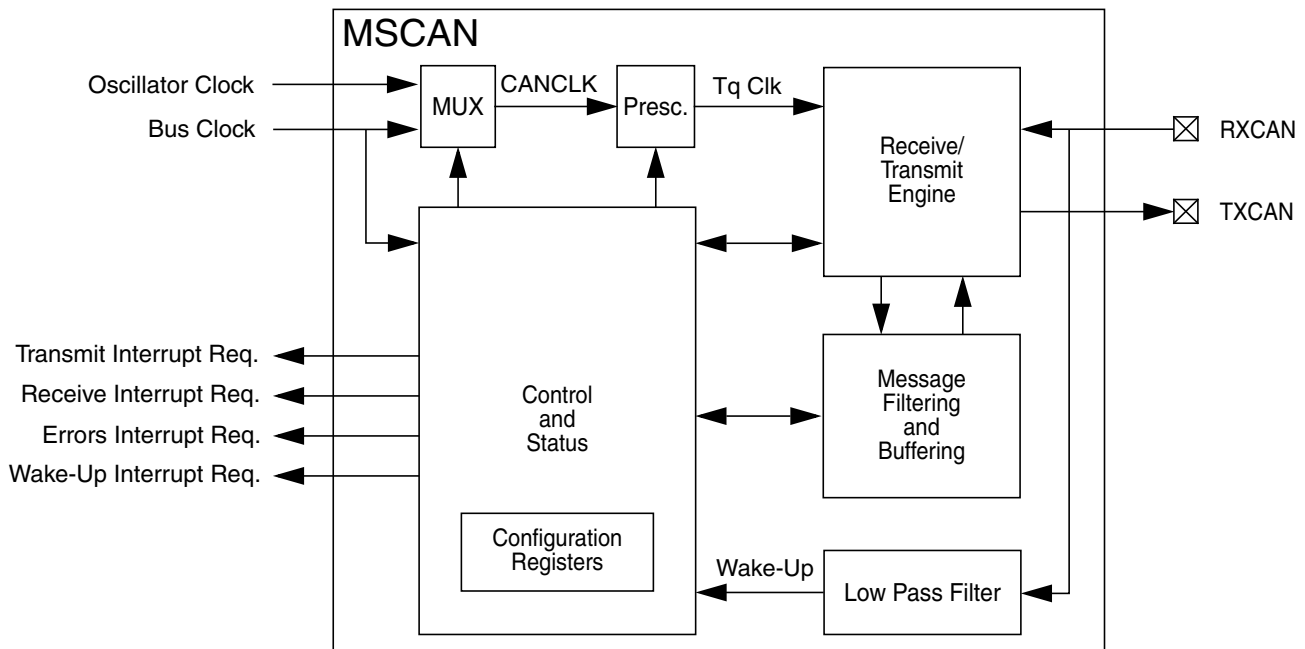 MSCAN
Oscillator Clock
Bus Clock
MUX
CANCLK
Presc.
Tq Clk
Receive/
Transmit
Engine
RXCAN
TXCAN
Transmit Interrupt Req.
Receive Interrupt Req.
Errors Interrupt Req.
Wake-Up Interrupt Req.
Control
and
Status
Message
Filtering
and
Buffering
Configuration
Registers
Wake-Up
Low Pass Filter